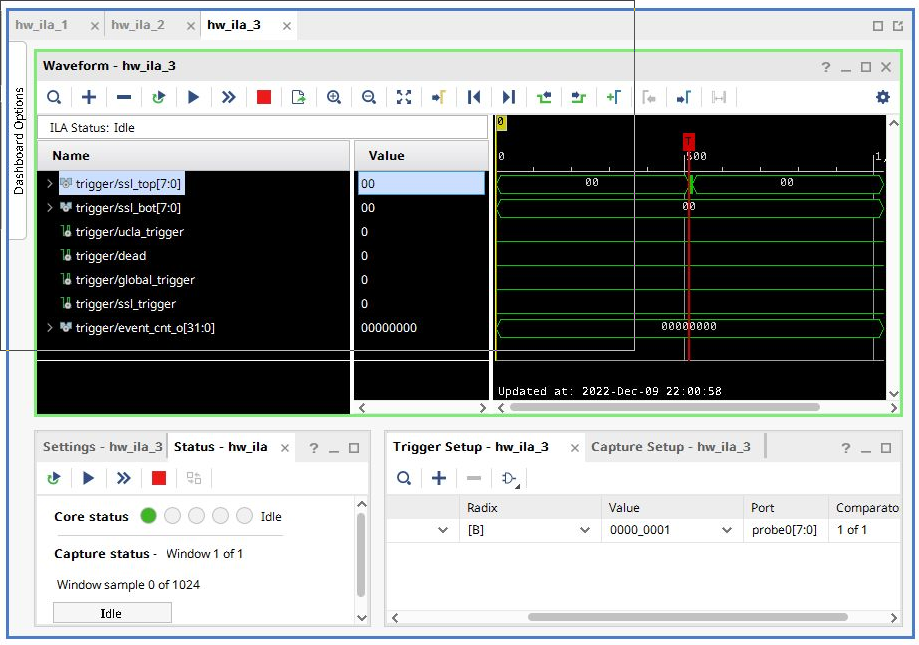 hw_ila_1 hw_ila_2 hw_ila_3
Dashboard Options
Waveform - hw_ila_3
ILA Status: Idle
Name Value
trigger/ssl_top[7:0] 00
trigger/ssl_bot[7:0] 00
trigger/ucla_trigger 0
trigger/dead 0
trigger/global_trigger 0
trigger/ssl_trigger 0
trigger/event_cnt_o[31:0] 00000000
0
T
0 500 1,
00 00
00
00000000
Updated at: 2022-Dec-09 22:00:58
Settings - hw_ila_3 Status - hw_ila
Core status Idle
Capture status - Window 1 of 1
Window sample 0 of 1024
Idle
Trigger Setup - hw_ila_3 Capture Setup - hw_ila_3
Radix Value Port Comparato
[B] 0000_0001 probe0[7:0] 1 of 1